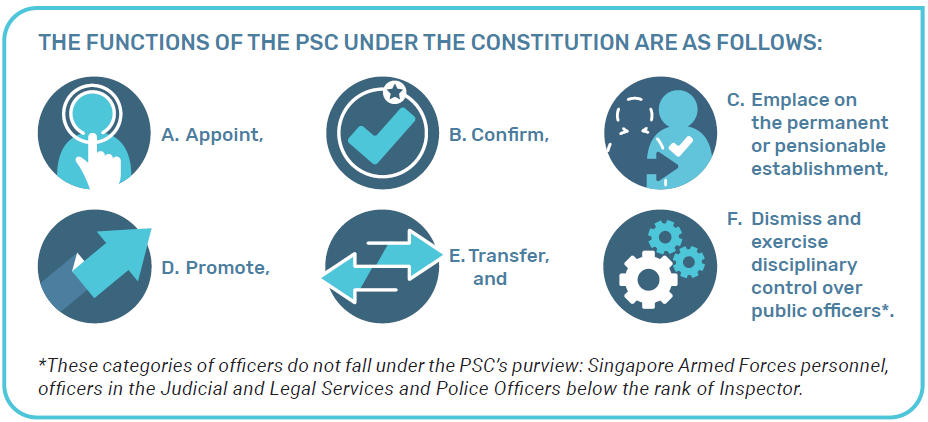 THE FUNCTIONS OF THE PSC UNDER THE CONSTITUTION ARE AS FOLLOWS:
A. Appoint,
B. Confirm,
C. Emplace on
the permanent
or pensionable
establishment,
D. Promote,
E. Transfer,
and
F. Dismiss and
exercise
disciplinary
control over
public officers*.
*These categories of officers do not fall under the PSC's purview: Singapore Armed Forces personnel,
officers in the Judicial and Legal Services and Police Officers below the rank of Inspector.